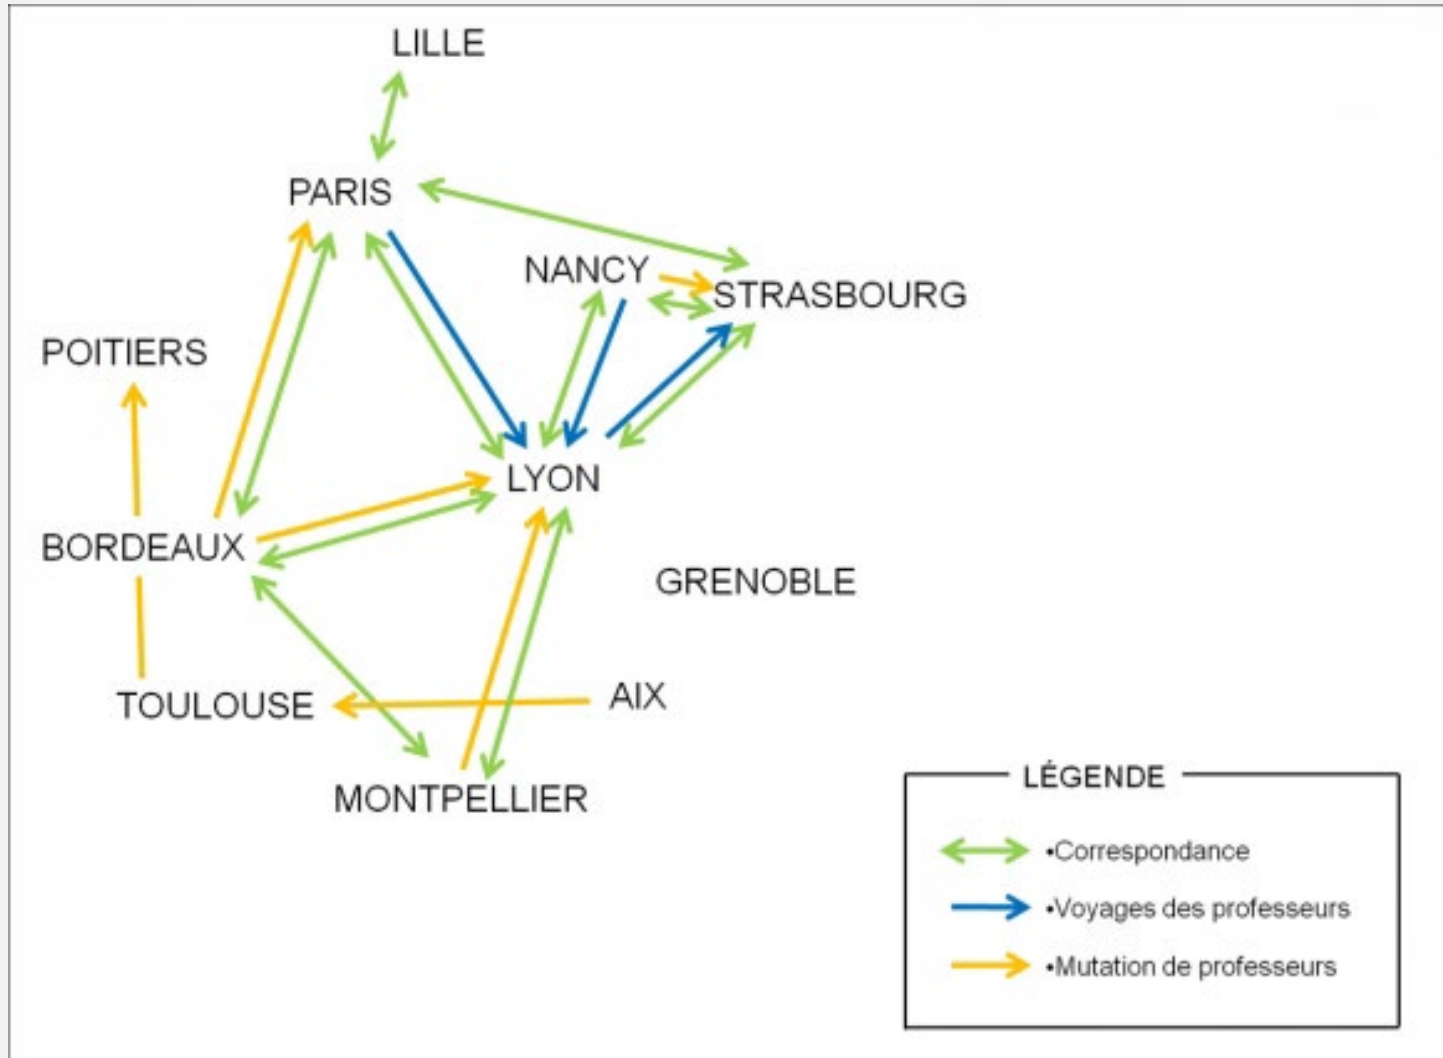 LILLE
PARIS
NANCY
STRASBOURG
POITIERS
LYON
BORDEAUX
GRENOBLE
TOULOUSE
AIX
MONTPELLIER
LÉGENDE
•Correspondance
•Voyages des professeurs
•Mutation de professeurs